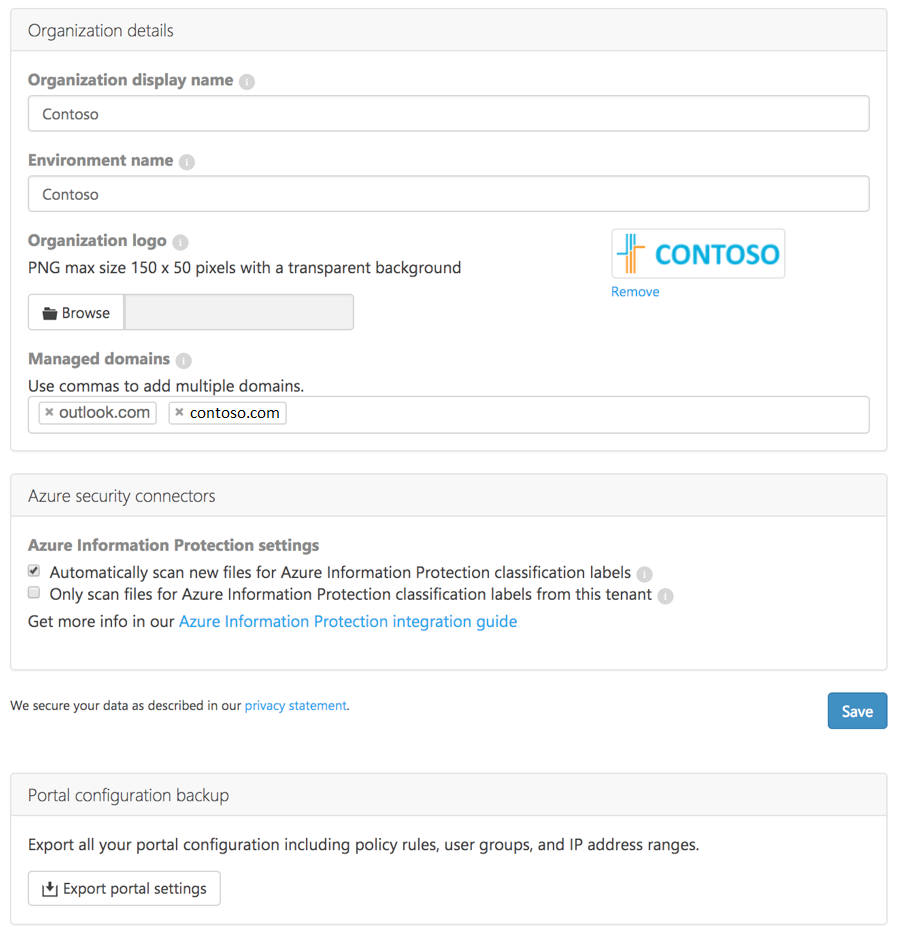 Organization details
Organization display name
Contoso
Environment name
Contoso
Organization logo
PNG max size 150 x 50 pixels with a transparent background
CONTOSO
Remove
Browse
Managed domains
Use commas to add multiple domains.
× outlook.com × contoso.com
Azure security connectors
Azure Information Protection settings
Automatically scan new files for Azure Information Protection classification labels
Only scan files for Azure Information Protection classification labels from this tenant
Get more info in our Azure Information Protection integration guide
We secure your data as described in our privacy statement.
Save
Portal configuration backup
Export all your portal configuration including policy rules, user groups, and IP address ranges.
Export portal settings